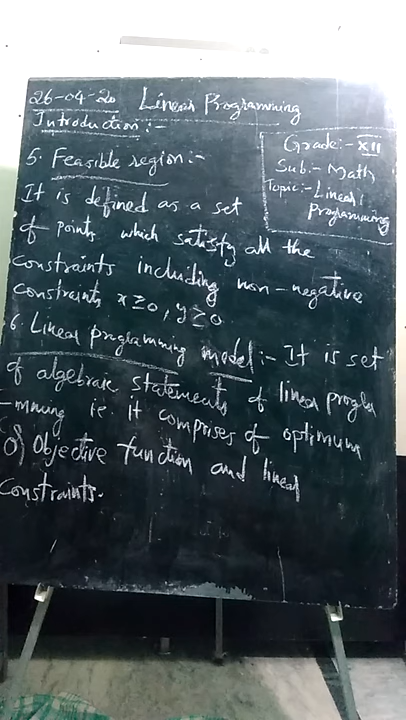 26-04-20 Linear Programming
Introduction:-
Grade:- XII
Sub.- Math
Topic:- Linear
Programming
5. Feasible region:-
It is defined as a set
of points which satisfy all the
constraints including non-negative
constraints x ≥ 0, y ≥ 0
6. Linear programming model:- It is set
of algebraic statements of linear progra
-mming ie it comprises of optimum
Objective function and linear
constraints.